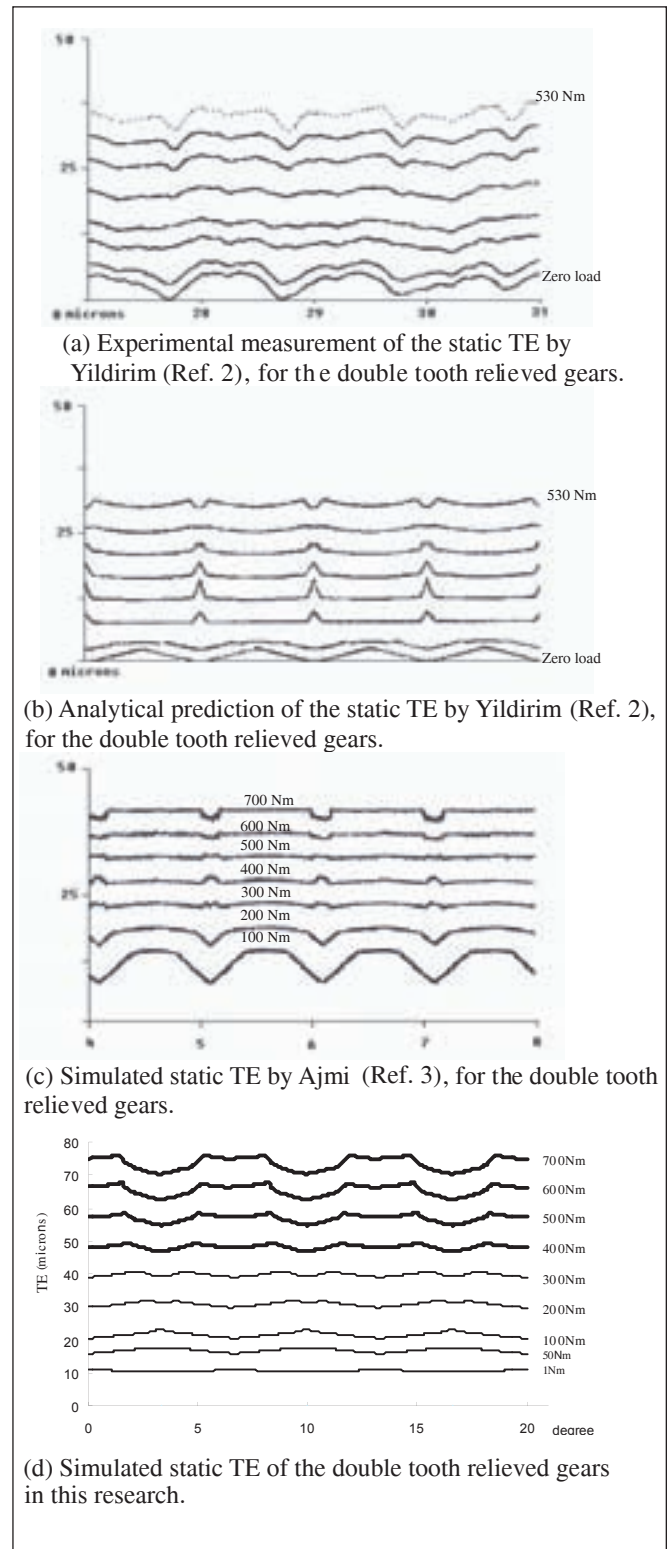 50
530 Nm
25
Zero load
0 microns
28
29
30
31
(a) Experimental measurement of the static TE by
Yildirim (Ref. 2), for the double tooth relieved gears.
50
530 Nm
25
Zero load
0 microns
(b) Analytical prediction of the static TE by Yildirim (Ref. 2),
for the double tooth relieved gears.
50
700 Nm
600 Nm
500 Nm
400 Nm
300 Nm
25
200 Nm
100 Nm
4
5
6
7
8
(c) Simulated static TE by Ajmi (Ref. 3), for the double tooth
relieved gears.
80
70
60
50
40
30
20
10
0
TE (microns)
700Nm
600Nm
500Nm
400Nm
300Nm
200Nm
100Nm
50Nm
1Nm
0
5
10
15
20
degree
(d) Simulated static TE of the double tooth relieved gears
in this research.